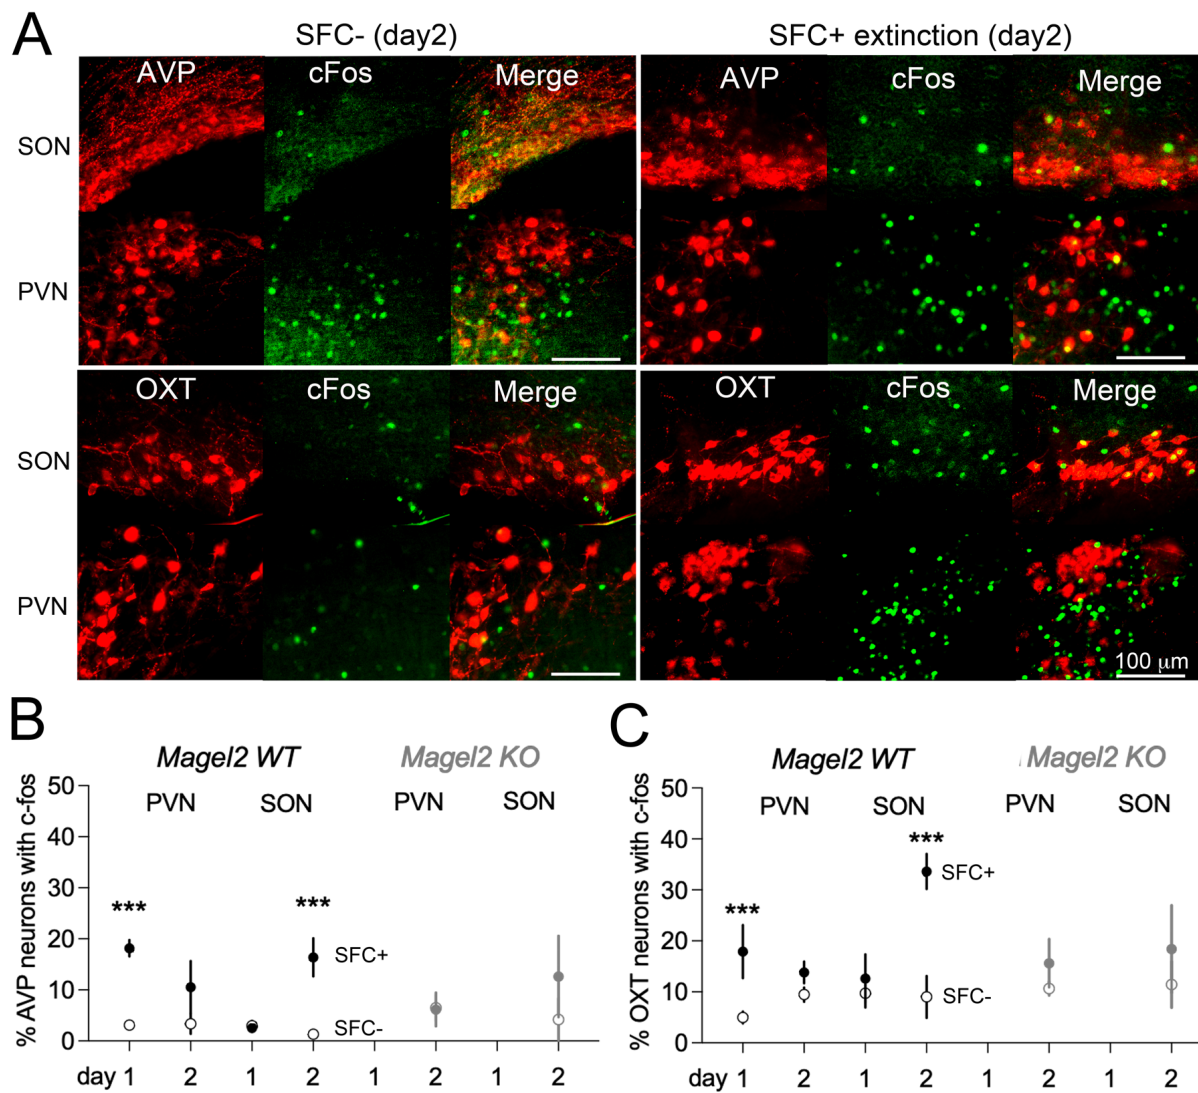 A
SFC- (day2)
SFC+ extinction (day2)
AVP cFos Merge
AVP cFos Merge
SON
PVN
OXT cFos Merge
OXT cFos Merge
SON
PVN
100 μm
B
Magel2 WT
Magel2 KO
PVN SON PVN SON
% AVP neurons with c-fos
50
40
30
20
10
0
***
***
SFC+
SFC-
day 1 2 1 2 1 2 1 2
C
Magel2 WT
Magel2 KO
PVN SON PVN SON
% OXT neurons with c-fos
50
40
30
20
10
0
***
***
SFC+
SFC-
day 1 2 1 2 1 2 1 2